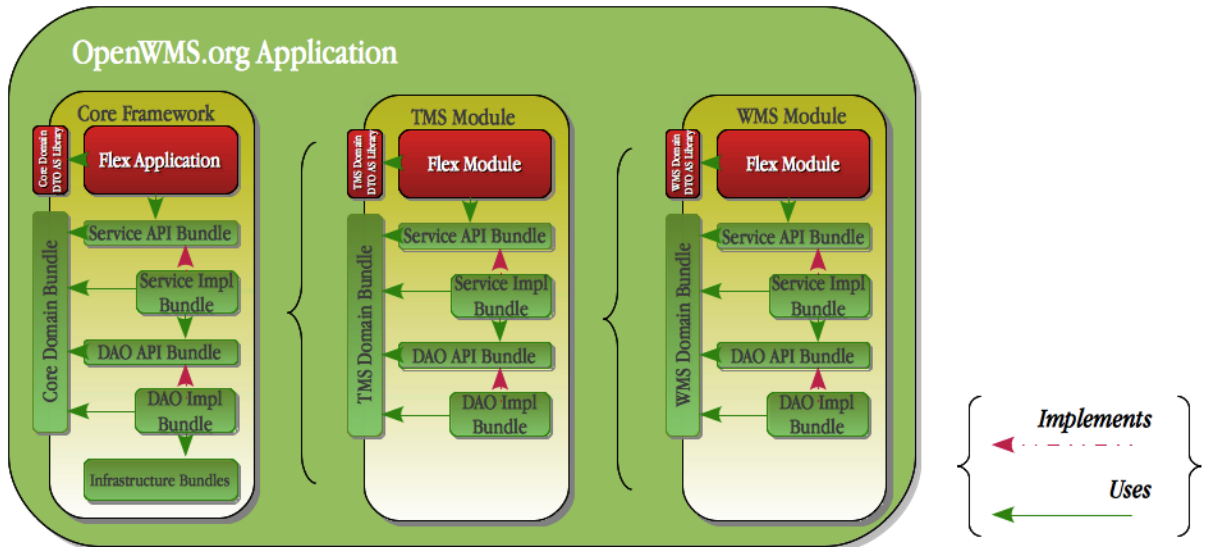 OpenWMS.org Application
Core Framework
Core Domain
DTO AS Library
Flex Application
Core Domain Bundle
Service API Bundle
Service Impl
Bundle
DAO API Bundle
DAO Impl
Bundle
Infrastructure Bundles
TMS Module
TMS Domain
DTO AS Library
Flex Module
TMS Domain Bundle
Service API Bundle
Service Impl
Bundle
DAO API Bundle
DAO Impl
Bundle
WMS Module
WMS Domain
DTO AS Library
Flex Module
WMS Domain Bundle
Service API Bundle
Service Impl
Bundle
DAO API Bundle
DAO Impl
Bundle
Implements
Uses